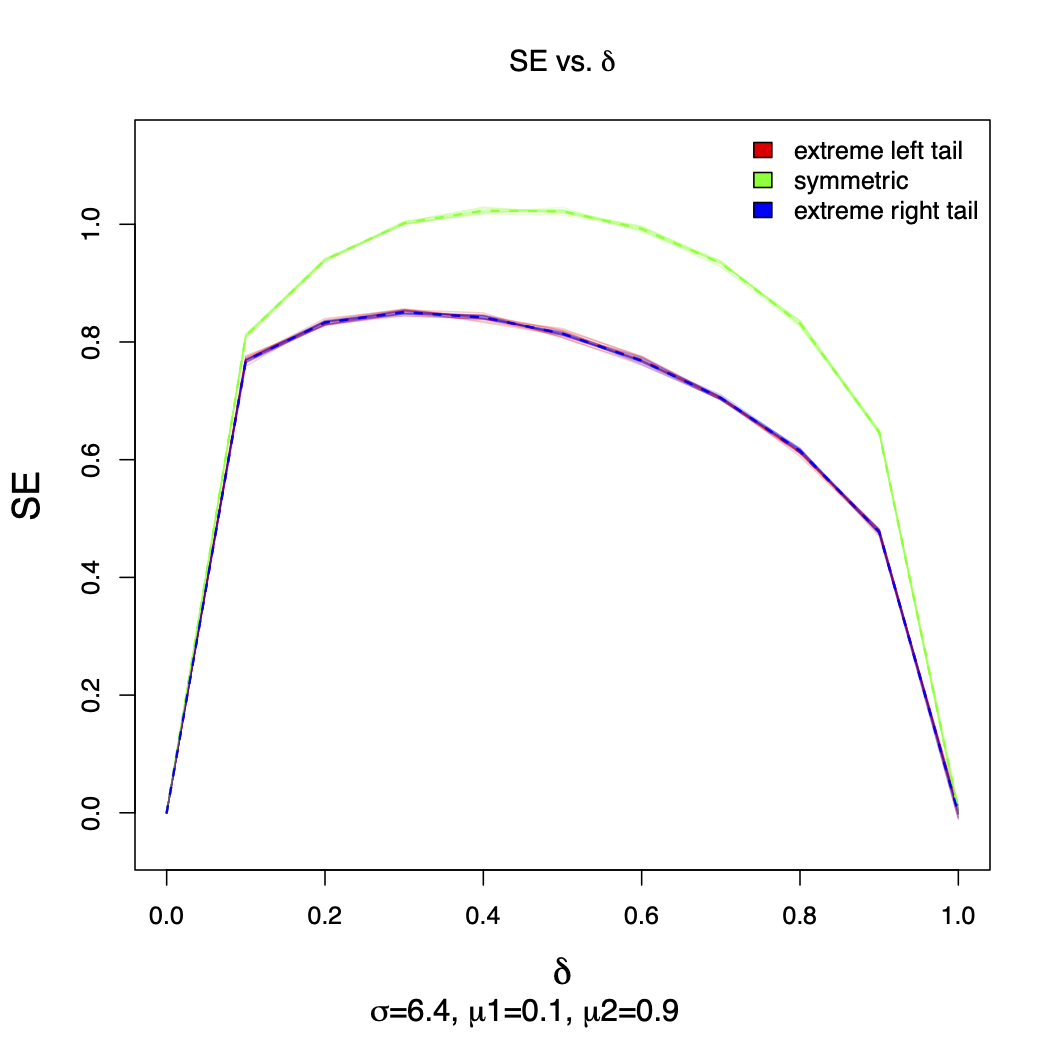 SE vs. δ
extreme left tail
symmetric
extreme right tail
SE
1.0
0.8
0.6
0.4
0.2
0.0
0.0 0.2 0.4 0.6 0.8 1.0
δ
σ=6.4, μ1=0.1, μ2=0.9